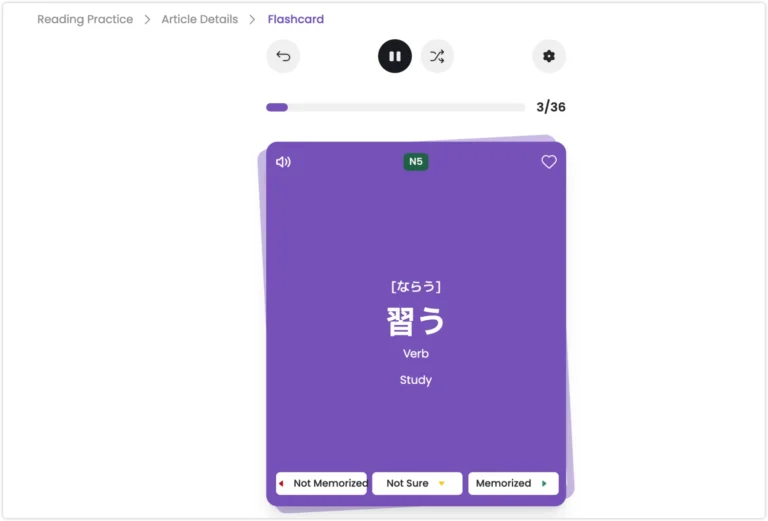 Reading Practice > Article Details > Flashcard
3/36
N5
[ならう]
習う
Verb
Study
Not Memorized Not Sure Memorized